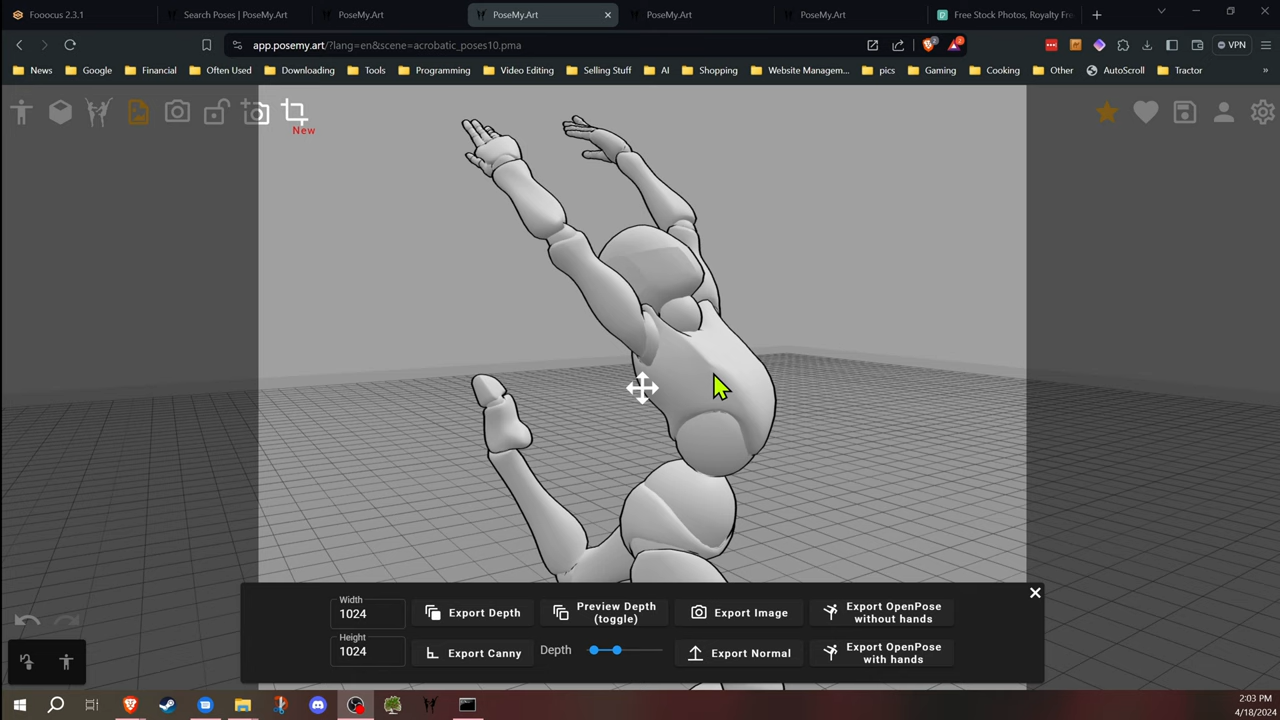 Fooocus 2.3.1
Search Poses | PoseMy.Art
PoseMy.Art
PoseMy.Art
PoseMy.Art
PoseMy.Art
Free Stock Photos, Royalty Fre
app.posemy.art/?lang=en&scene=acrobatic_poses10.pma
2
2
VPN
News
Google
Financial
Often Used
Downloading
Tools
Programming
Video Editing
Selling Stuff
AI
Shopping
Website Managem...
pics
Gaming
Cooking
Other
AutoScroll
Tractor
New
Width
1024
Export Depth
Preview Depth
(toggle)
Export Image
Export OpenPose
without hands
Height
1024
Export Canny
Depth
Export Normal
Export OpenPose
with hands
2:03 PM
4/18/2024